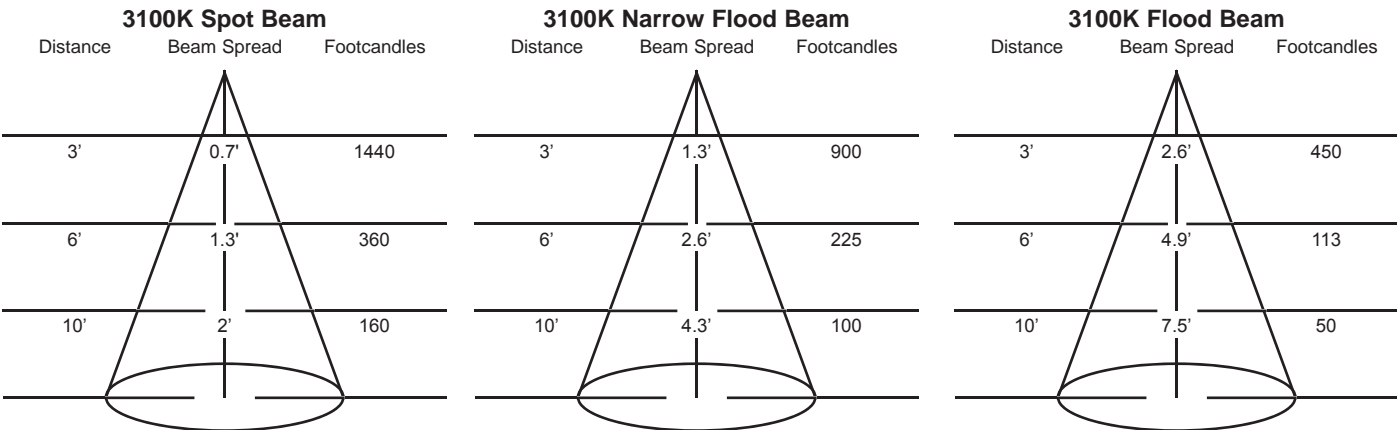 3100K Spot Beam
Distance Beam Spread Footcandles
3’ 0.7’ 1440
6’ 1.3' 360
10’ 2’ 160
3100K Narrow Flood Beam
Distance Beam Spread Footcandles
3’ 1.3’ 900
6’ 2.6’ 225
10’ 4.3’ 100
3100K Flood Beam
Distance Beam Spread Footcandles
3’ 2.6’ 450
6’ 4.9’ 113
10’ 7.5’ 50